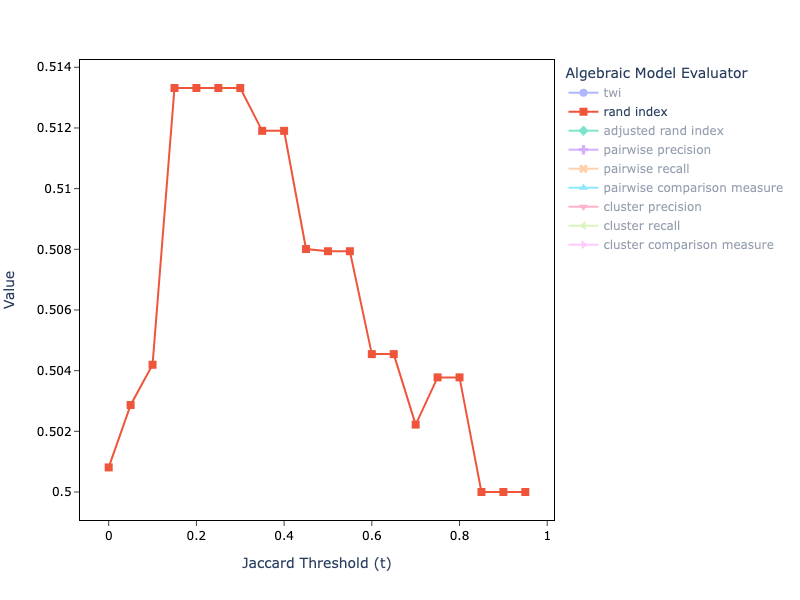 Algebraic Model Evaluator
twi
rand index
adjusted rand index
pairwise precision
pairwise recall
pairwise comparison measure
cluster precision
cluster recall
cluster comparison measure
Value
0.514
0.512
0.51
0.508
0.506
0.504
0.502
0.5
0 0.2 0.4 0.6 0.8 1
Jaccard Threshold (t)